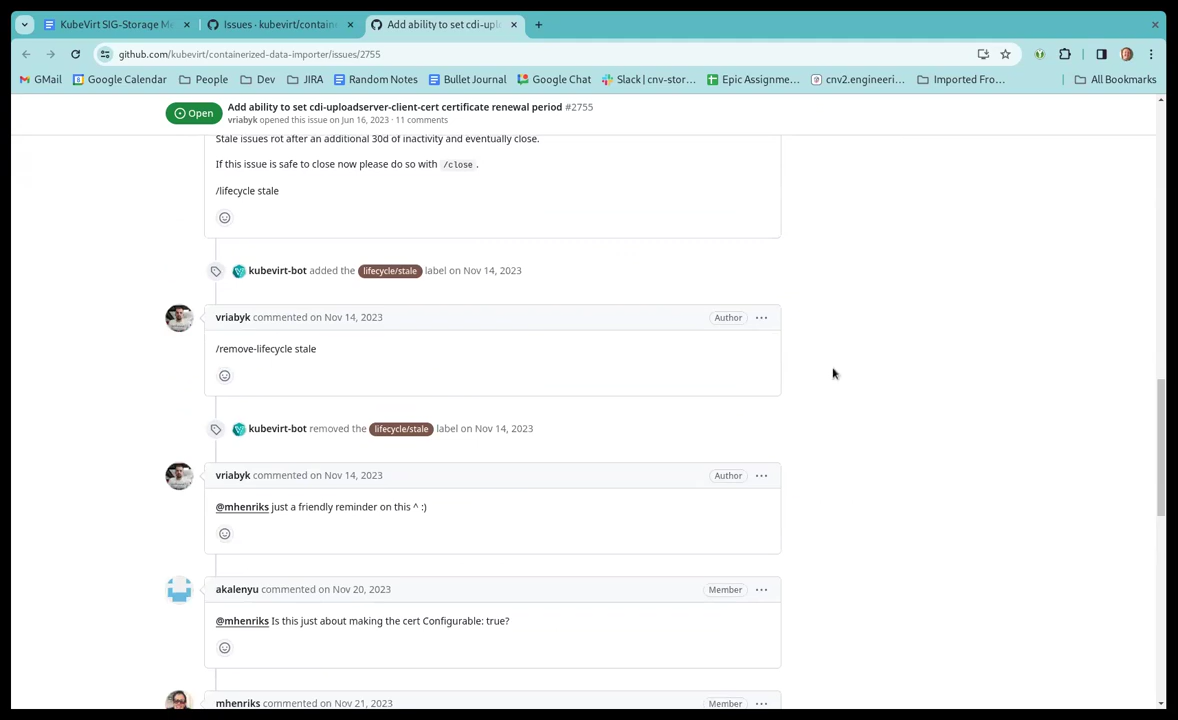 KubeVirt SIG-Storage Me
Issues · kubevirt/contain
Add ability to set cdi-upl
github.com/kubevirt/containerized-data-importer/issues/2755
GMail
Google Calendar
People
Dev
JIRA
Random Notes
Bullet Journal
Google Chat
Slack | cnv-stor...
Epic Assignme...
cnv2.engineeri...
Imported Fro...
All Bookmarks
Open
Add ability to set cdi-uploadserver-client-cert certificate renewal period #2755
vriabyk opened this issue on Jun 16, 2023 · 11 comments
Stale issues rot after an additional 30d of inactivity and eventually close.
If this issue is safe to close now please do so with /close .
/lifecycle stale
kubevirt-bot added the lifecycle/stale label on Nov 14, 2023
vriabyk commented on Nov 14, 2023
Author
/remove-lifecycle stale
kubevirt-bot removed the lifecycle/stale label on Nov 14, 2023
vriabyk commented on Nov 14, 2023
Author
@mhenriks just a friendly reminder on this ^ :)
akalenyu commented on Nov 20, 2023
Member
@mhenriks Is this just about making the cert Configurable: true?
mhenriks commented on Nov 21, 2023
Member